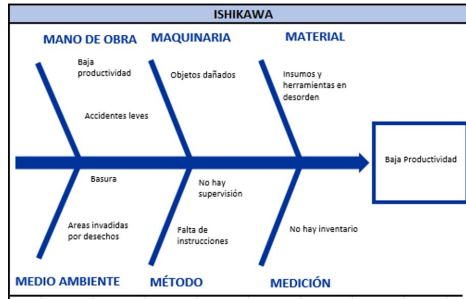 ISHIKAWA
MANO DE OBRA
MAQUINARIA
MATERIAL
Baja
productividad
Objetos dañados
Insumos y
herramientas en
desorden
Accidentes leves
Baja Productividad
Basura
No hay
supervisión
Areas invadidas
por desechos
Falta de
instrucciones
No hay inventario
MEDIO AMBIENTE
MÉTODO
MEDICIÓN